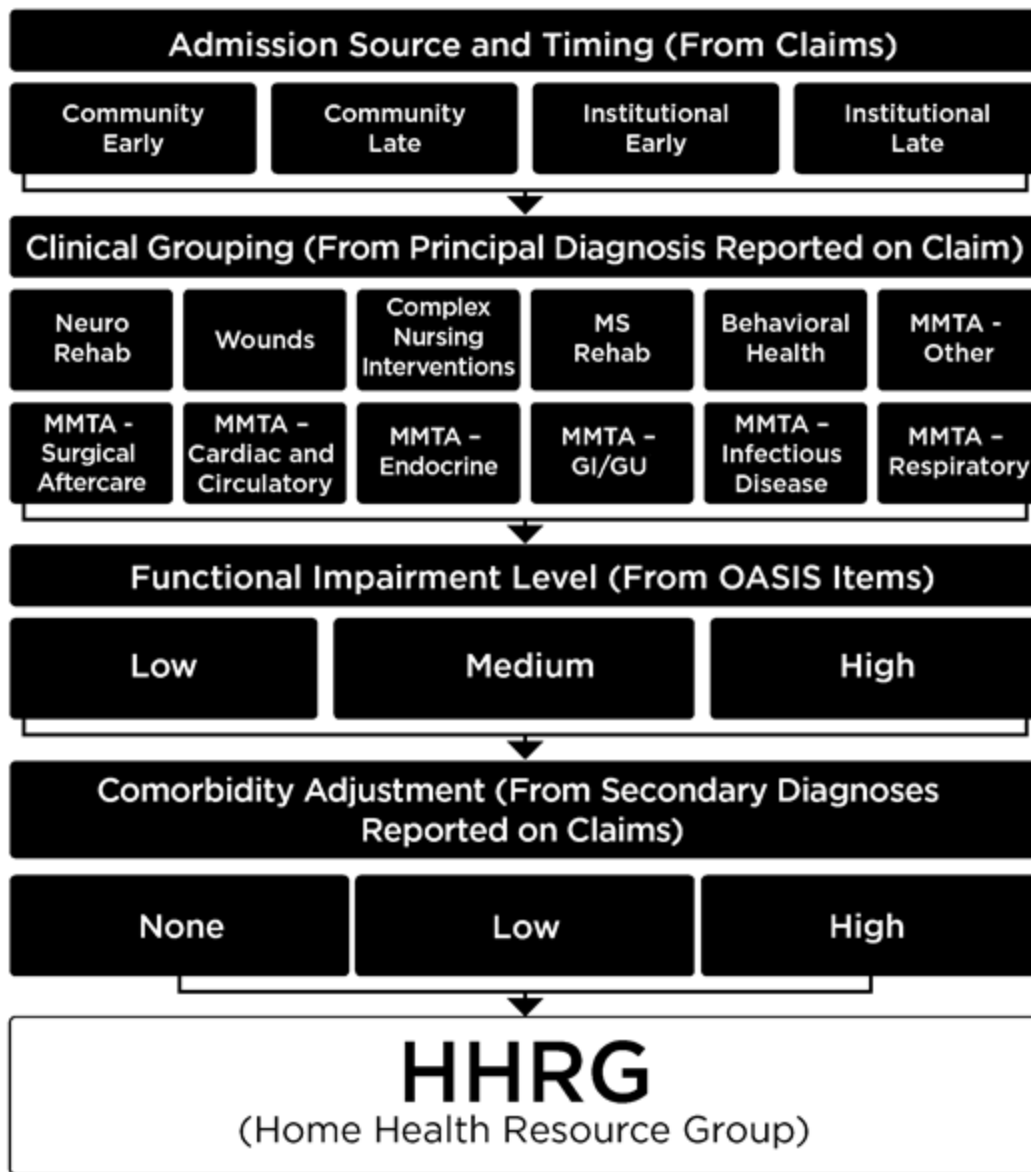 Admission Source and Timing (From Claims)
Community
Early
Community
Late
Institutional
Early
Institutional
Late
Clinical Grouping (From Principal Diagnosis Reported on Claim)
Neuro
Rehab
Wounds
Complex
Nursing
Interventions
MS
Rehab
Behavioral
Health
MMTA -
Other
MMTA -
Surgical
Aftercare
MMTA –
Cardiac and
Circulatory
MMTA –
Endocrine
MMTA –
GI/GU
MMTA –
Infectious
Disease
MMTA –
Respiratory
Functional Impairment Level (From OASIS Items)
Low
Medium
High
Comorbidity Adjustment (From Secondary Diagnoses
Reported on Claims)
None
Low
High
HHRG
(Home Health Resource Group)